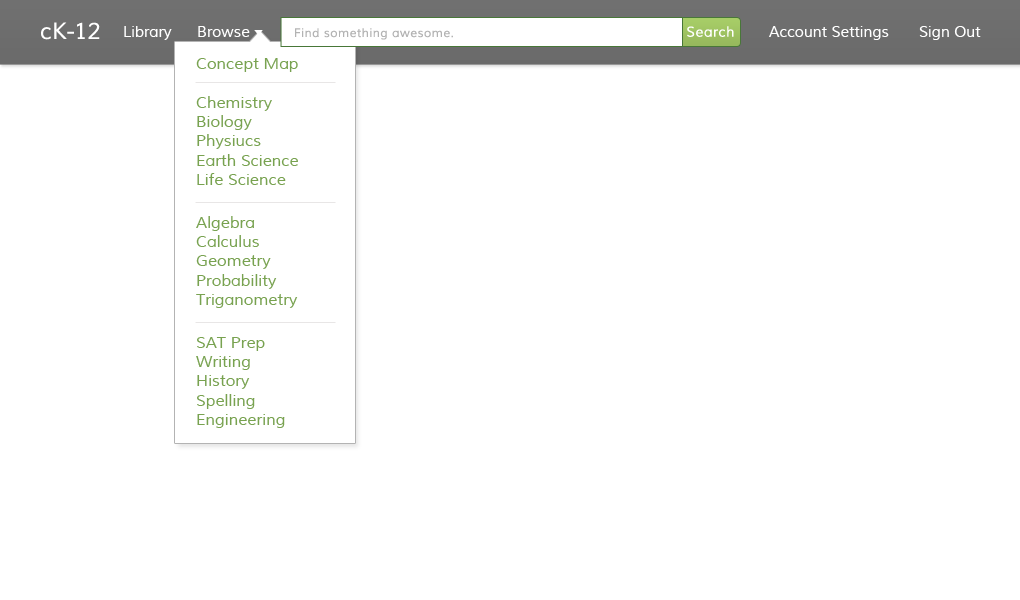 cK-12 Library Browse Find something awesome. Search Account Settings Sign Out
Concept Map
Chemistry
Biology
Physiucs
Earth Science
Life Science
Algebra
Calculus
Geometry
Probability
Triganometry
SAT Prep
Writing
History
Spelling
Engineering